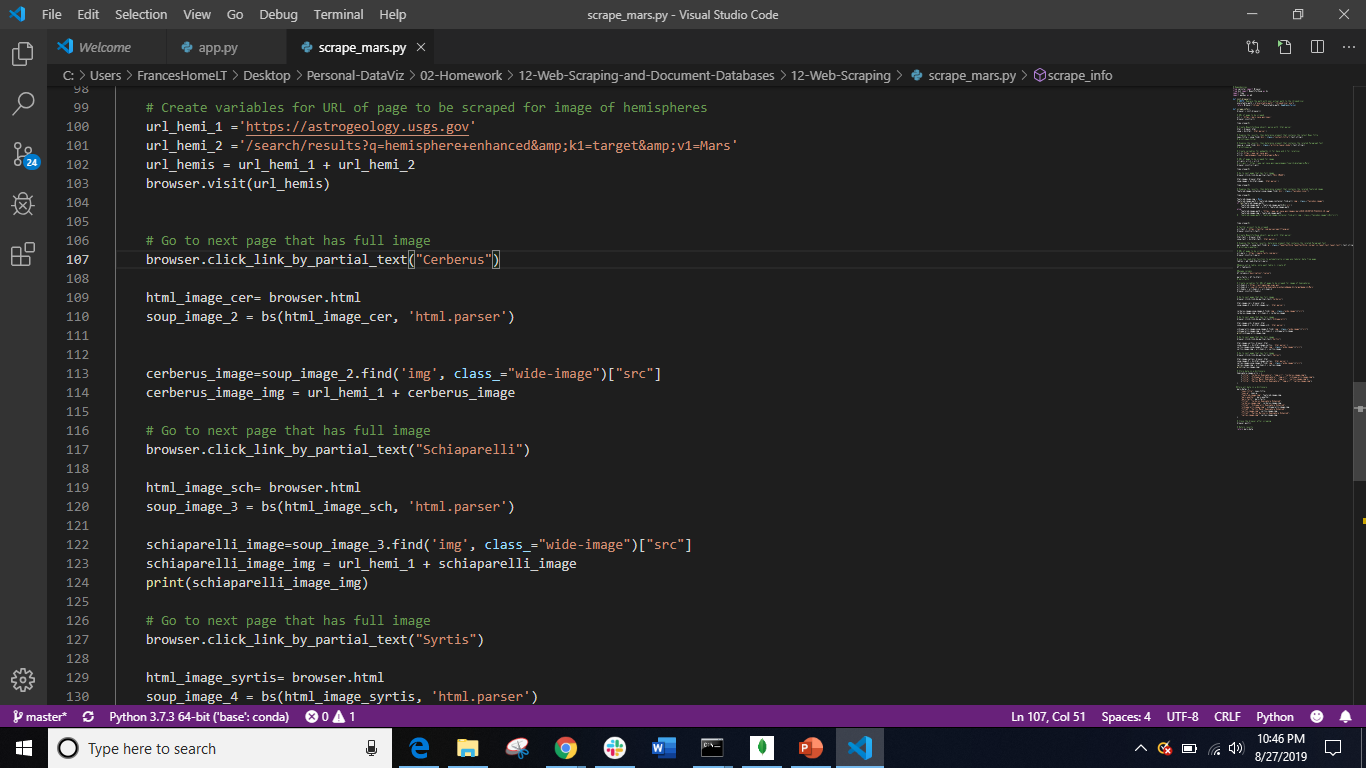 File Edit Selection View Go Debug Terminal Help
scrape_mars.py - Visual Studio Code
Welcome
app.py
scrape_mars.py
C: > Users > FrancesHomeLT > Desktop > Personal-DataViz > 02-Homework > 12-Web-Scraping-and-Document-Databases > 12-Web-Scraping > scrape_mars.py > scrape_info
98
99 # Create variables for URL of page to be scraped for image of hemispheres
100 url_hemi_1 ='https://astrogeology.usgs.gov'
101 url_hemi_2 ='/search/results?q=hemisphere+enhanced&amp;k1=target&amp;v1=Mars'
102 url_hemis = url_hemi_1 + url_hemi_2
103 browser.visit(url_hemis)
104
105
106 # Go to next page that has full image
107 browser.click_link_by_partial_text("Cerberus")
108
109 html_image_cer= browser.html
110 soup_image_2 = bs(html_image_cer, 'html.parser')
111
112
113 cerberus_image=soup_image_2.find('img', class_="wide-image")["src"]
114 cerberus_image_img = url_hemi_1 + cerberus_image
115
116 # Go to next page that has full image
117 browser.click_link_by_partial_text("Schiaparelli")
118
119 html_image_sch= browser.html
120 soup_image_3 = bs(html_image_sch, 'html.parser')
121
122 schiaparelli_image=soup_image_3.find('img', class_="wide-image")["src"]
123 schiaparelli_image_img = url_hemi_1 + schiaparelli_image
124 print(schiaparelli_image_img)
125
126 # Go to next page that has full image
127 browser.click_link_by_partial_text("Syrtis")
128
129 html_image_syrtis= browser.html
130 soup_image_4 = bs(html_image_syrtis, 'html.parser')
24
master* Python 3.7.3 64-bit ('base': conda) 0 1 Ln 107, Col 51 Spaces: 4 UTF-8 CRLF Python
Type here to search
10:46 PM
8/27/2019